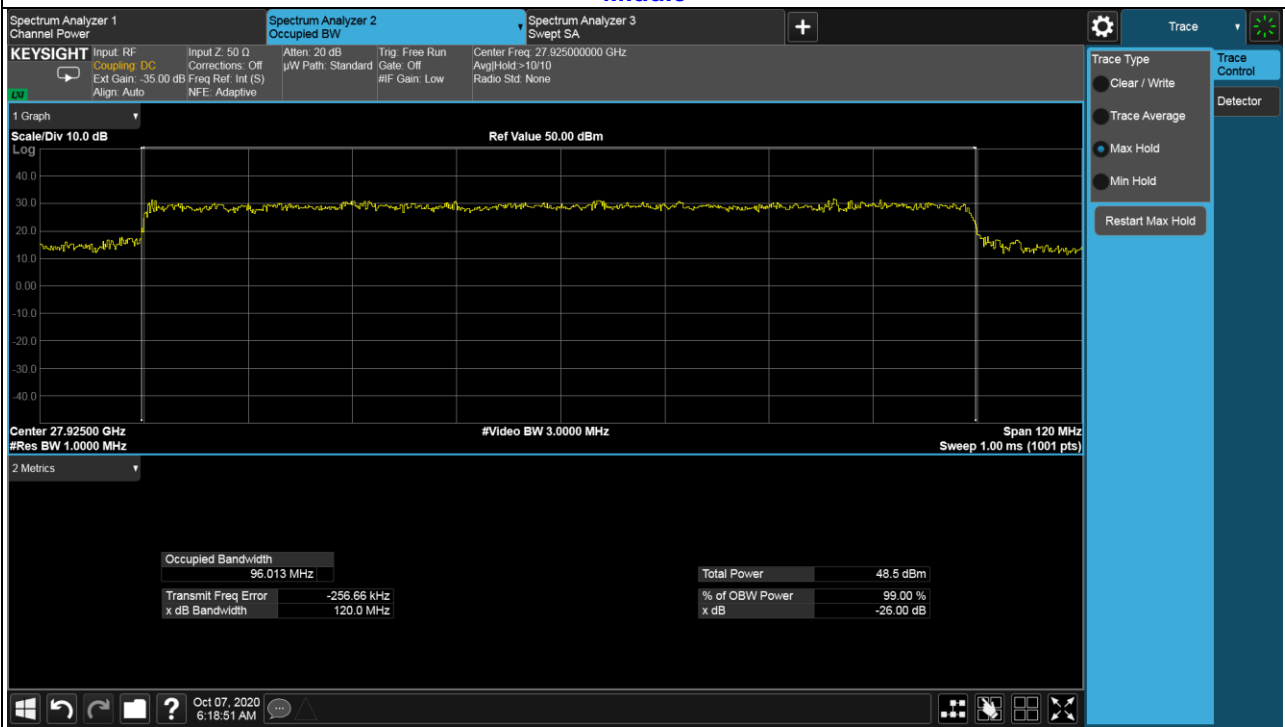 Middle
Spectrum Analyzer 1
Channel Power
Spectrum Analyzer 2
Occupied BW
Spectrum Analyzer 3
Swept SA
+
Trace
KEYSIGHT
Input: RF
Coupling: DC
Ext Gain: -35.00 dB
Align: Auto
Input Z: 50 Ω
Corrections: Off
Freq Ref: Int (S)
NFE: Adaptive
Atten: 20 dB
µW Path: Standard
Trig: Free Run
Gate: Off
#IF Gain: Low
Center Freq: 27.925000000 GHz
Avg|Hold:>10/10
Radio Std: None
LXI
Trace Type
Clear / Write
Trace Average
Max Hold
Min Hold
Restart Max Hold
Trace
Control
Detector
1 Graph
Scale/Div 10.0 dB
Ref Value 50.00 dBm
Log
40.0
30.0
20.0
10.0
0.00
-10.0
-20.0
-30.0
-40.0
Center 27.92500 GHz
#Video BW 3.0000 MHz
Span 120 MHz
#Res BW 1.0000 MHz
Sweep 1.00 ms (1001 pts)
2 Metrics
Occupied Bandwidth
96.013 MHz
Transmit Freq Error -256.66 kHz
x dB Bandwidth 120.0 MHz
Total Power 48.5 dBm
% of OBW Power 99.00 %
x dB -26.00 dB
?
Oct 07, 2020
6:18:51 AM